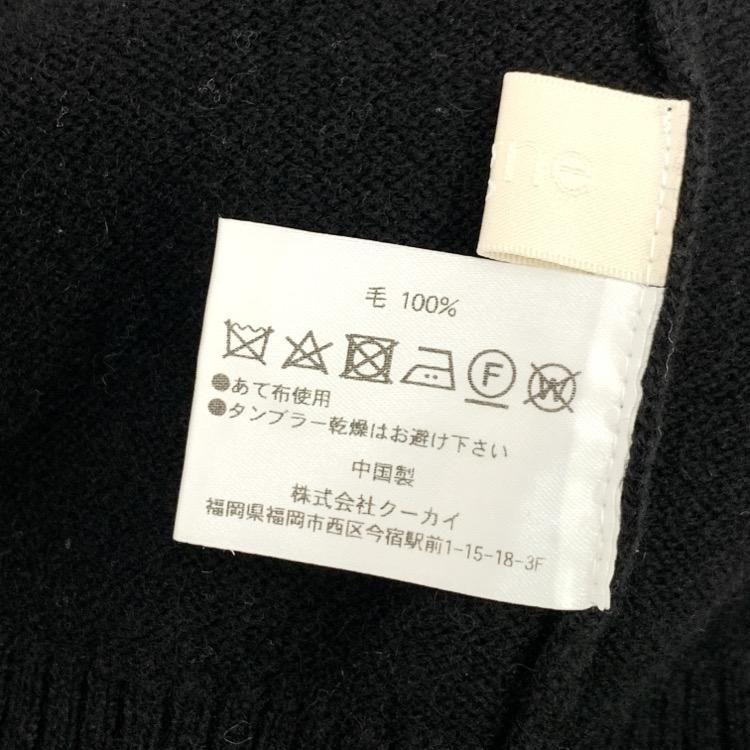 ne
毛 100%
F W
●あて布使用
●タンブラー乾燥はお避け下さい
中国製
株式会社クーカイ
福岡県福岡市西区今宿駅前1-15-18-3F